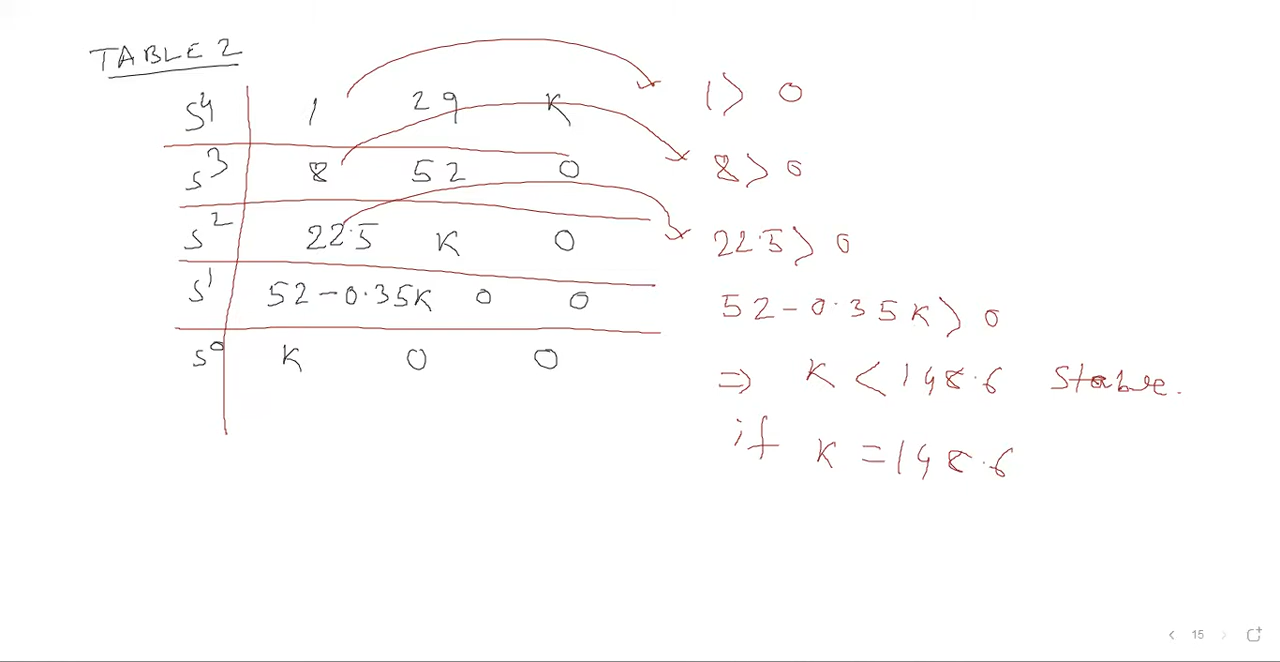 TABLE 2
S⁴ 1 29 K 1 > 0
S³ 8 52 0 8 > 0
S² 22.5 K 0 22.5 > 0
S¹ 52-0.35K 0 0 52-0.35K > 0
S⁰ K 0 0
⇒ K < 148.6 Stable.
if K = 148.6
15